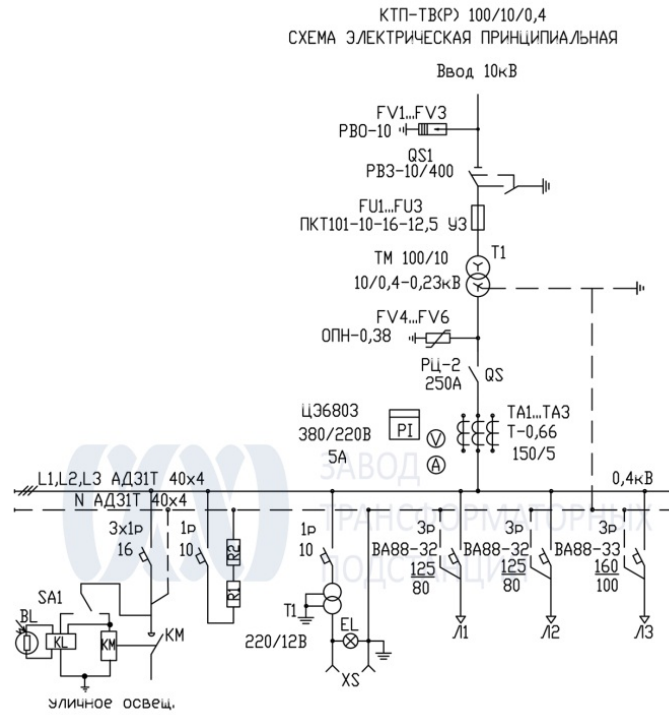 КТП-ТВ(Р) 100/10/0,4
СХЕМА ЭЛЕКТРИЧЕСКАЯ ПРИНЦИПИАЛЬНАЯ
Ввод 10кВ
FV1...FV3
РВО-10
QS1
РВЗ-10/400
FU1...FU3
ПКТ101-10-16-12,5 У3
ТМ 100/10
T1
10/0,4-0,23кВ
FV4...FV6
ОПН-0,38
РЦ-2
250А
QS
ЦЭ6803
380/220В
5А
PI
V
A
ТА1...ТА3
Т-0,66
150/5
ЗАВОД
ТРАНСФОРМАТОРНЫХ
ПОДСТАНЦИЙ
L1,L2,L3 АД31Т 40х4
0,4кВ
N АД31Т 40х4
3х1р
16
1р
10
R2
R1
1р
10
3р
ВА88-32
125
80
3р
ВА88-32
125
80
3р
ВА88-33
160
100
SA1
BL
KL
KM
KM
T1
220/12В
EL
XS
Л1
Л2
Л3
уличное освещ.